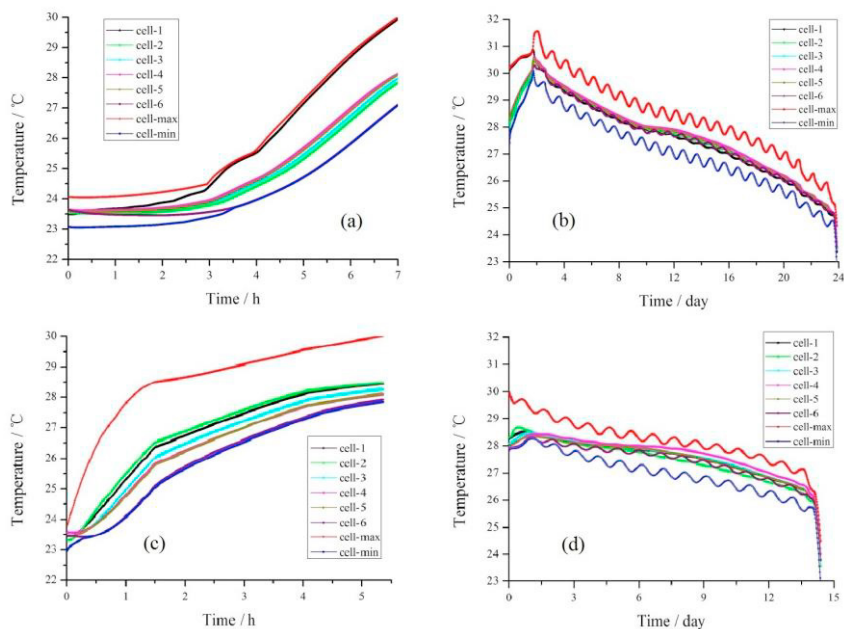 30
29
28
27
26
25
24
23
22
Temperature / ℃
cell-1
cell-2
cell-3
cell-4
cell-5
cell-6
cell-max
cell-min
(a)
0 1 2 3 4 5 6 7
Time / h
32
31
30
29
28
27
26
25
24
23
Temperature / ℃
cell-1
cell-2
cell-3
cell-4
cell-5
cell-6
cell-max
cell-min
(b)
0 4 8 12 16 20 24
Time / day
30
29
28
27
26
25
24
23
22
Temperature / ℃
cell-1
cell-2
cell-3
cell-4
cell-5
cell-6
cell-max
cell-min
(c)
0 1 2 3 4 5
Time / h
32
31
30
29
28
27
26
25
24
23
22
Temperature / ℃
cell-1
cell-2
cell-3
cell-4
cell-5
cell-6
cell-max
cell-min
(d)
0 3 6 9 12 15
Time / day